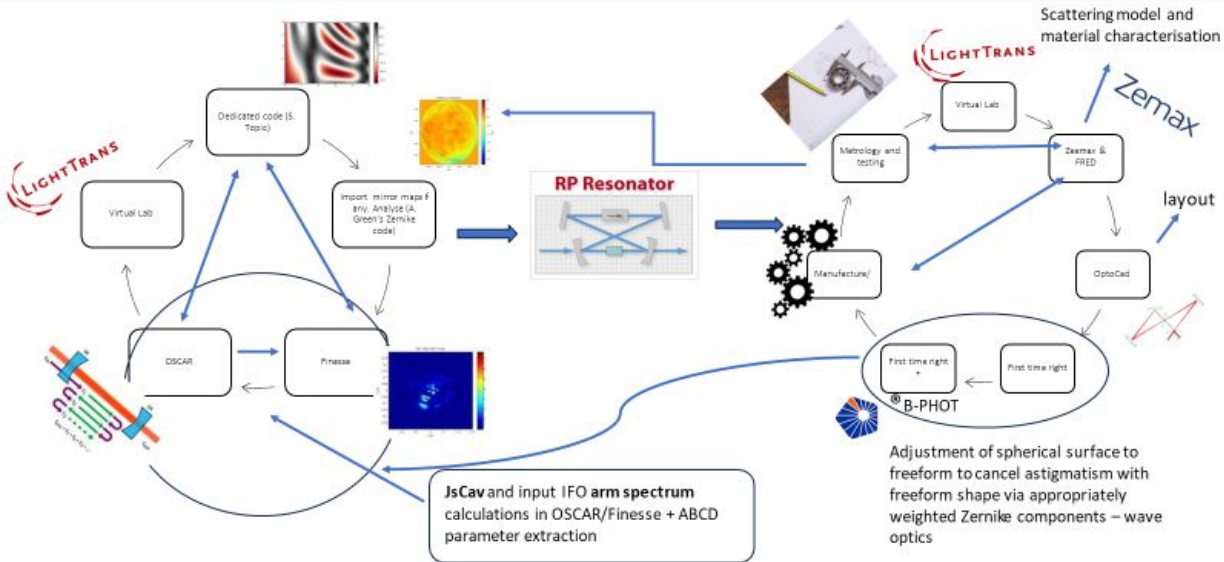 Scattering model and
material characterisation
LIGHTTRANS
Zemax
Virtual Lab
Dedicated code (S.
Topic)
Metrology and
testing
Zeemax &
FRED
LIGHTTRANS
Virtual Lab
Import mirror maps if
any, Analyse (A,
Green's Zernike
code)
RP Resonator
layout
Manufacture/
OptoCad
OSCAR
Finesse
First time right
+
First time right
B-PHOT
JsCav and input IFO arm spectrum
calculations in OSCAR/Finesse + ABCD
parameter extraction
Adjustment of spherical surface to
freeform to cancel astigmatism with
freeform shape via appropriately
weighted Zernike components – wave
optics